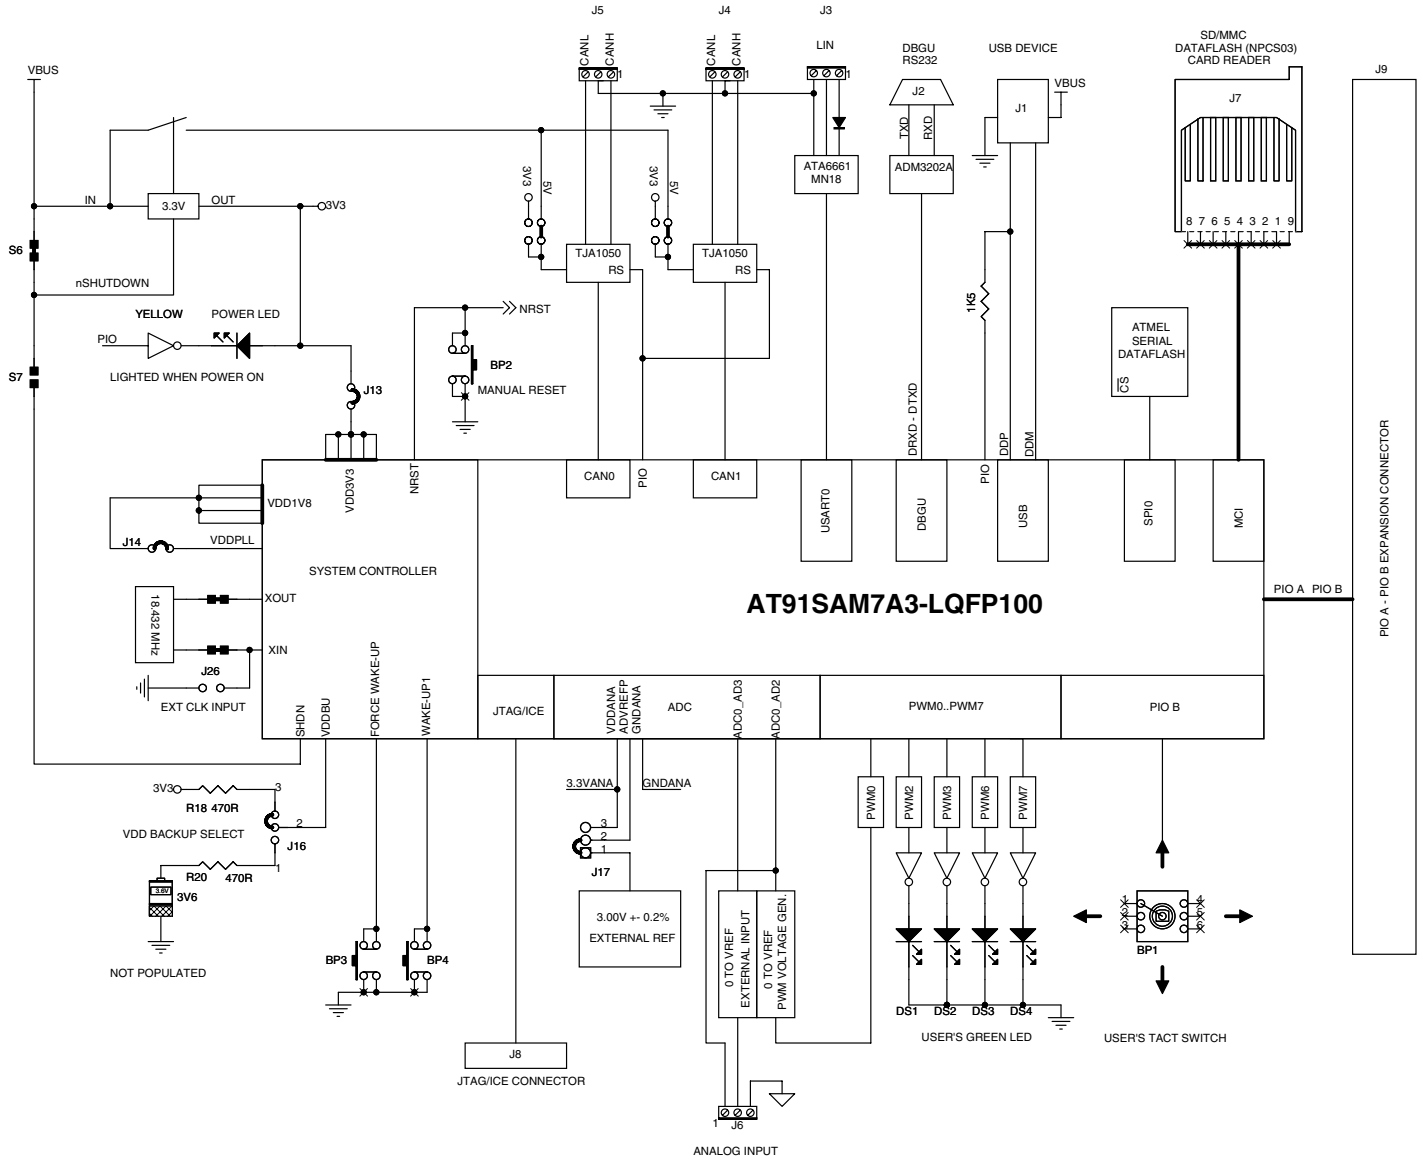 J5
J4
J3
CANL
CANH
1
CANL
CANH
1
LIN
1
DBGU
RS232
J2
TXD
RXD
ADM3202A
USB DEVICE
VBUS
J1
SD/MMC
DATAFLASH (NPCS03)
CARD READER
J7
8 7 6 5 4 3 2 1 9
J9
PIO A - PIO B EXPANSION CONNECTOR
VBUS
IN
3.3V
OUT
3V3
S6
nSHUTDOWN
YELLOW
POWER LED
PIO
LIGHTED WHEN POWER ON
S7
J13
3V3
5V
TJA1050
RS
3V3
5V
TJA1050
RS
ATA6661
MN18
NRST
BP2
MANUAL RESET
1K5
ATMEL
SERIAL
DATAFLASH
CS
DRXD - DTXD
DDP
DDM
PIO
VDD3V3
NRST
CAN0
PIO
CAN1
USART0
DBGU
USB
SPI0
MCI
VDD1V8
J14
VDDPLL
SYSTEM CONTROLLER
AT91SAM7A3-LQFP100
PIO A PIO B
XOUT
18.432 MHz
XIN
J26
EXT CLK INPUT
SHDN
VDDBU
FORCE WAKE-UP
WAKE-UP1
JTAG/ICE
VDDANA
ADVREFP
GNDANA
ADC
ADC0_AD3
ADC0_AD2
PWM0..PWM7
PIO B
3V3
R18 470R
3
2
J16
VDD BACKUP SELECT
R20 470R
1
3.6V
3V6
NOT POPULATED
BP3
BP4
3.3VANA
GNDANA
3
2
1
J17
3.00V +- 0.2%
EXTERNAL REF
0 TO VREF
EXTERNAL INPUT
0 TO VREF
PWM VOLTAGE GEN.
PWM0
PWM2
PWM3
PWM6
PWM7
DS1
DS2
DS3
DS4
USER'S GREEN LED
BP1
USER'S TACT SWITCH
J8
JTAG/ICE CONNECTOR
1
J6
ANALOG INPUT